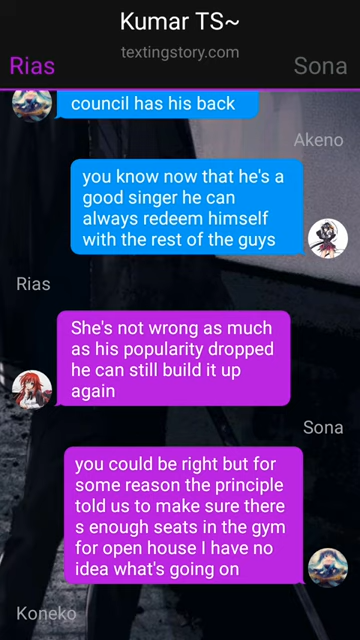 Kumar TS~
textingstory.com
Rias
Sona
council has his back
Akeno
you know now that he's a
good singer he can
always redeem himself
with the rest of the guys
Rias
She's not wrong as much
as his popularity dropped
he can still build it up
again
Sona
you could be right but for
some reason the principle
told us to make sure there
s enough seats in the gym
for open house I have no
idea what's going on
Koneko